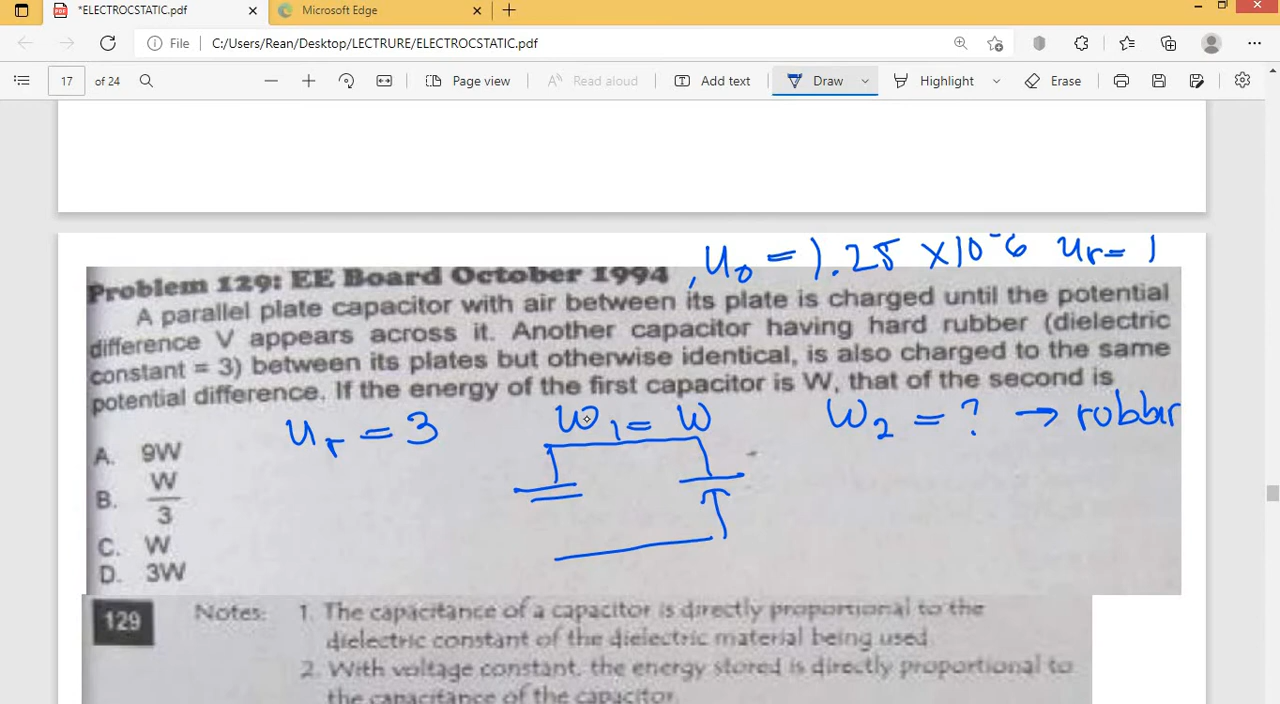 *ELECTROCSTATIC.pdf
Microsoft Edge
File
C:/Users/Rean/Desktop/LECTRURE/ELECTROCSTATIC.pdf
17 of 24
Page view
Read aloud
Add text
Draw
Highlight
Erase
, u₀ = 1.25 x10⁻⁶ ur= 1
Problem 129: EE Board October 1994
A parallel plate capacitor with air between its plate is charged until the potential
difference V appears across it. Another capacitor having hard rubber (dielectric
constant = 3) between its plates but otherwise identical, is also charged to the same
potential difference. If the energy of the first capacitor is W, that of the second is
ur = 3
W₁ = W
W₂ = ? → robbir
A. 9W
B. W
3
C. W
D. 3W
129
Notes: 1. The capacitance of a capacitor is directly proportional to the
dielectric constant of the dielectric material being used.
2. With voltage constant, the energy stored is directly proportional to
the capacitance of the capacitor.